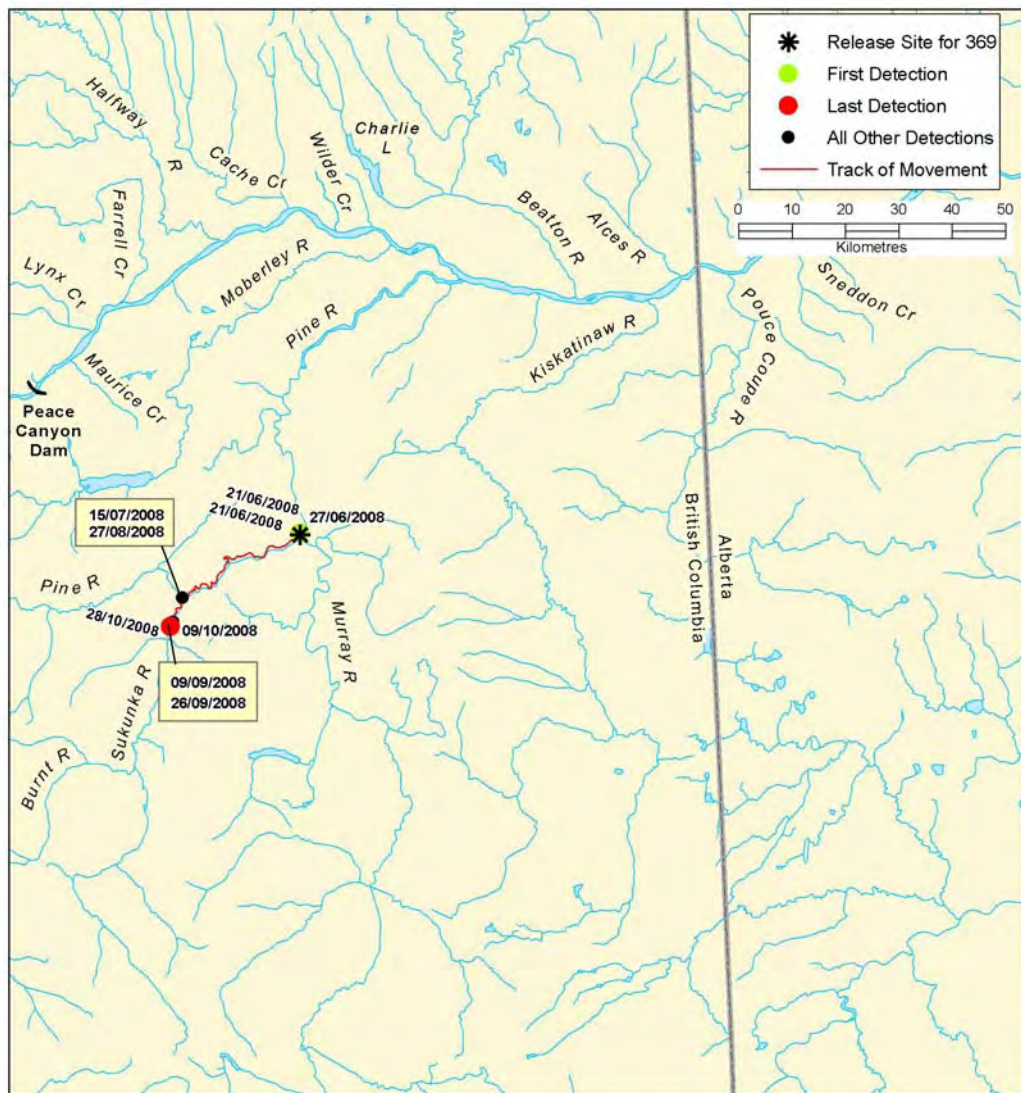 Release Site for 369
First Detection
Last Detection
All Other Detections
Track of Movement
0 10 20 30 40 50
Kilometres
Halfway
R
Cache Cr
Wilder Cr
Charlie
L
Farrell Cr
Lynx Cr
Moberley R
Beatton R
Alces R
Sneddon Cr
Pine R
Kiskatinaw R
Pouce Coupe R
Maurice Cr
Peace
Canyon
Dam
21/06/2008
21/06/2008
27/06/2008
15/07/2008
27/08/2008
British Columbia
Alberta
Pine R
Murray R
28/10/2008
09/10/2008
09/09/2008
26/09/2008
Sukunka R
Burnt R